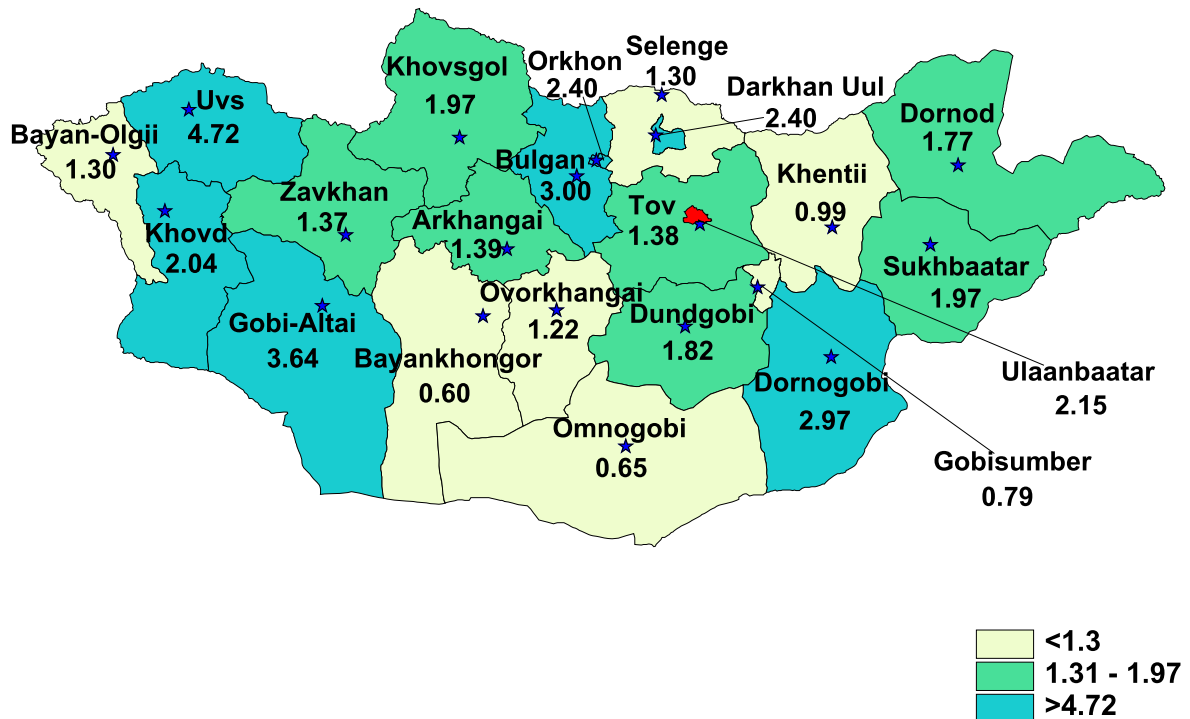 Selenge
1.30
Orkhon
2.40
Khovsgol
1.97
Darkhan Uul
2.40
Uvs
4.72
Dornod
1.77
Bayan-Olgii
1.30
Bulgan
3.00
Khentii
0.99
Zavkhan
1.37
Tov
1.38
Arkhangai
1.39
Khovd
2.04
Sukhbaatar
1.97
Ovorkhangai
1.22
Dundgobi
1.82
Gobi-Altai
3.64
Bayankhongor
0.60
Ulaanbaatar
2.15
Dornogobi
2.97
Omnogobi
0.65
Gobisumber
0.79
<1.3
1.31 - 1.97
>4.72